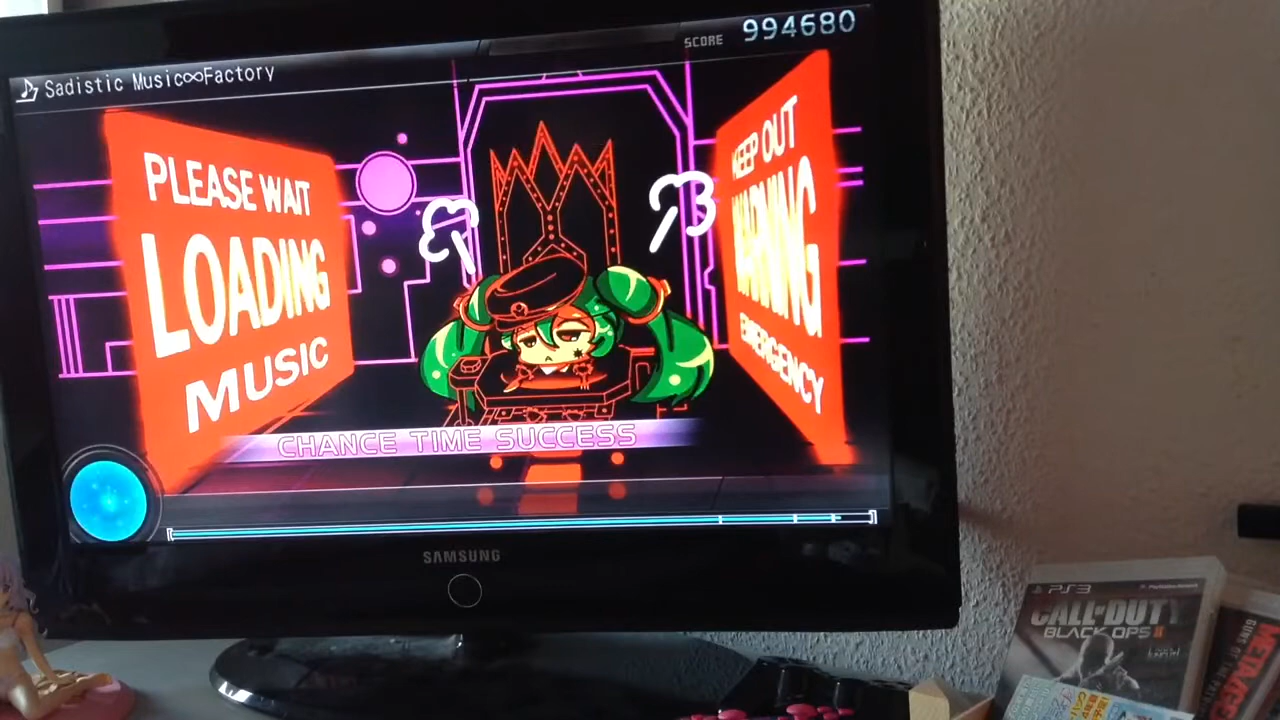 SCORE 994680
Sadistic Music∞Factory
PLEASE WAIT
LOADING
MUSIC
KEEP OUT
WARNING
EMERGENCY
CHANCE TIME SUCCESS
SAMSUNG
PS3
CALL OF DUTY
BLACK OPS II